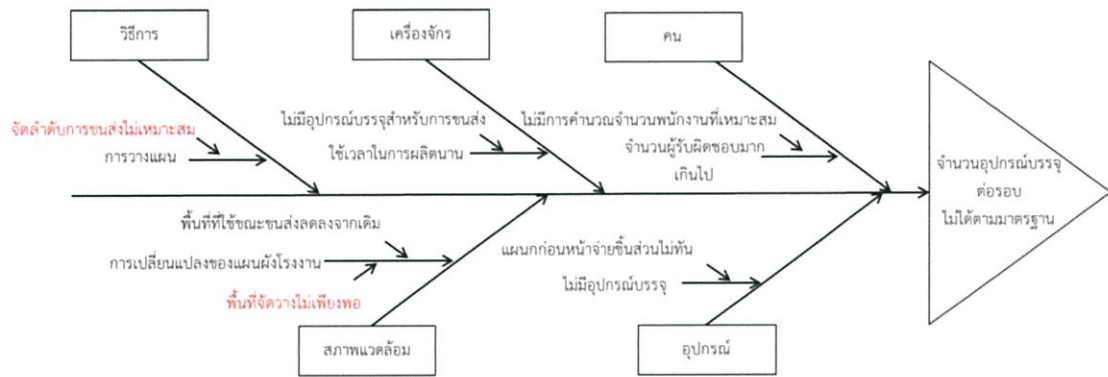 วิธีการ
เครื่องจักร
คน
จัดลำดับการขนส่งไม่เหมาะสม
การวางแผน
ไม่มีอุปกรณ์บรรจุสำหรับการขนส่ง
ใช้เวลาในการผลิตนาน
ไม่มีการคำนวณจำนวนพนักงานที่เหมาะสม
จำนวนผู้รับผิดชอบมาก
เกินไป
จำนวนอุปกรณ์บรรจุ
ต่อรอบ
ไม่ได้ตามมาตรฐาน
พื้นที่ที่ใช้ขณะขนส่งลดลงจากเดิม
การเปลี่ยนแปลงของแผนผังโรงงาน
พื้นที่จัดวางไม่เพียงพอ
แผนกก่อนหน้าจ่ายชิ้นส่วนไม่ทัน
ไม่มีอุปกรณ์บรรจุ
สภาพแวดล้อม
อุปกรณ์